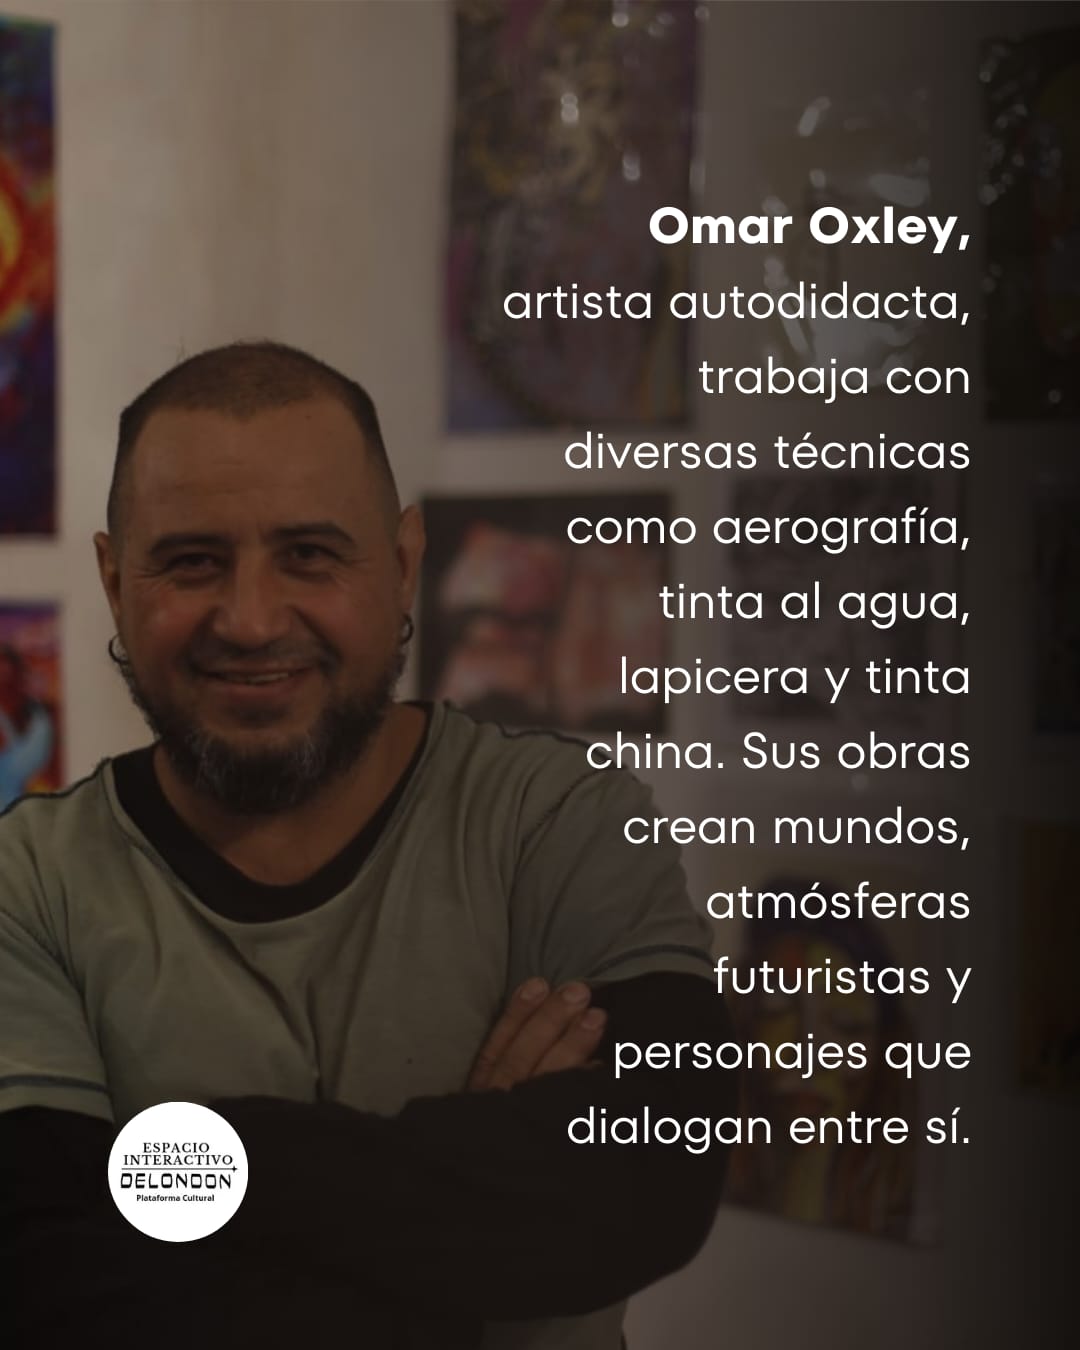 Omar Oxley,
artista autodidacta,
trabaja con
diversas técnicas
como aerografía,
tinta al agua,
lapicera y tinta
china. Sus obras
crean mundos,
atmósferas
futuristas y
personajes que
dialogan entre sí.
ESPACIO
INTERACTIVO
DELONDON
Plataforma Cultural